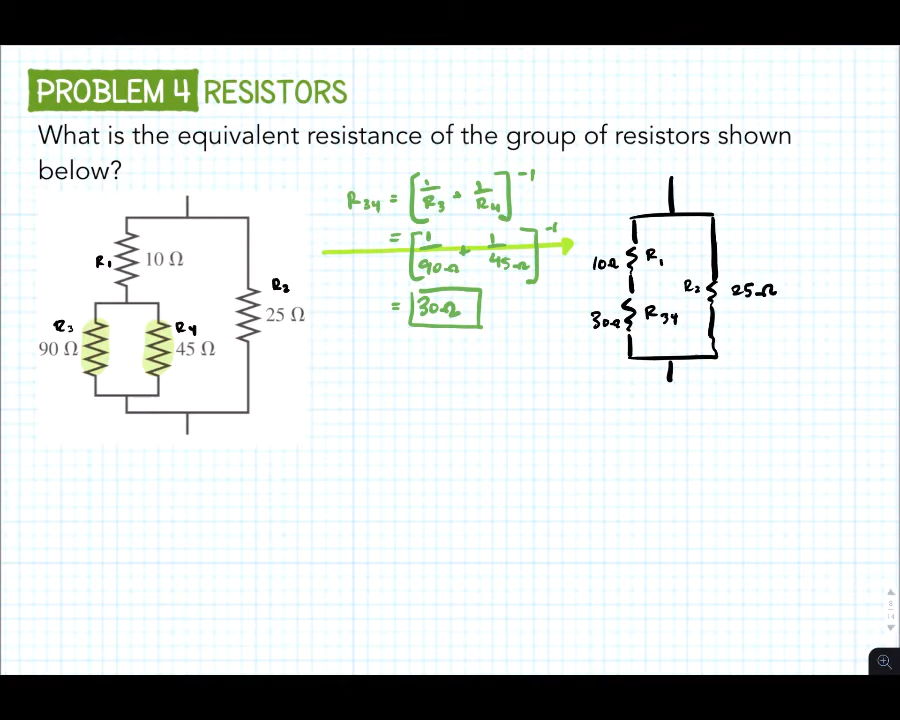 PROBLEM 4 RESISTORS
What is the equivalent resistance of the group of resistors shown
below?
R₁ 10 Ω
R₂
25 Ω
R₃
90 Ω
R₄
45 Ω
R₃₄ = [1/R₃ + 1/R₄]⁻¹
= [1/90Ω + 1/45Ω]⁻¹
= 30Ω
10Ω R₁
30Ω R₃₄
R₂ 25Ω
8
14